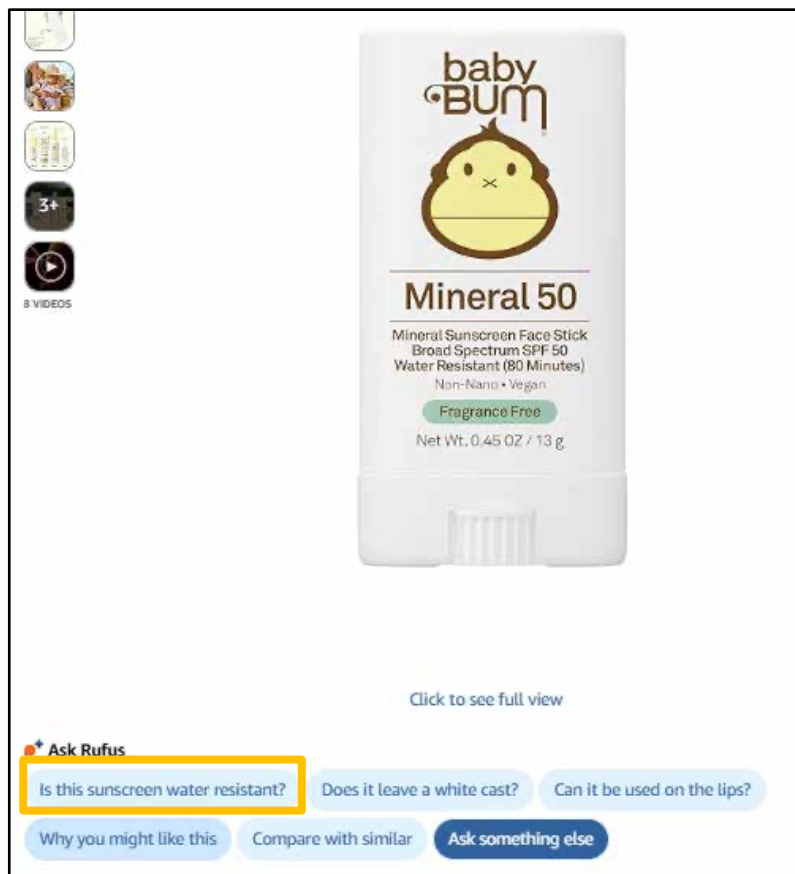 3+
8 VIDEOS
baby
BUM
Mineral 50
Mineral Sunscreen Face Stick
Broad Spectrum SPF 50
Water Resistant (80 Minutes)
Non-Nano • Vegan
Fragrance Free
Net Wt. 0.45 OZ / 13 g
Click to see full view
Ask Rufus
Is this sunscreen water resistant? Does it leave a white cast? Can it be used on the lips?
Why you might like this Compare with similar Ask something else